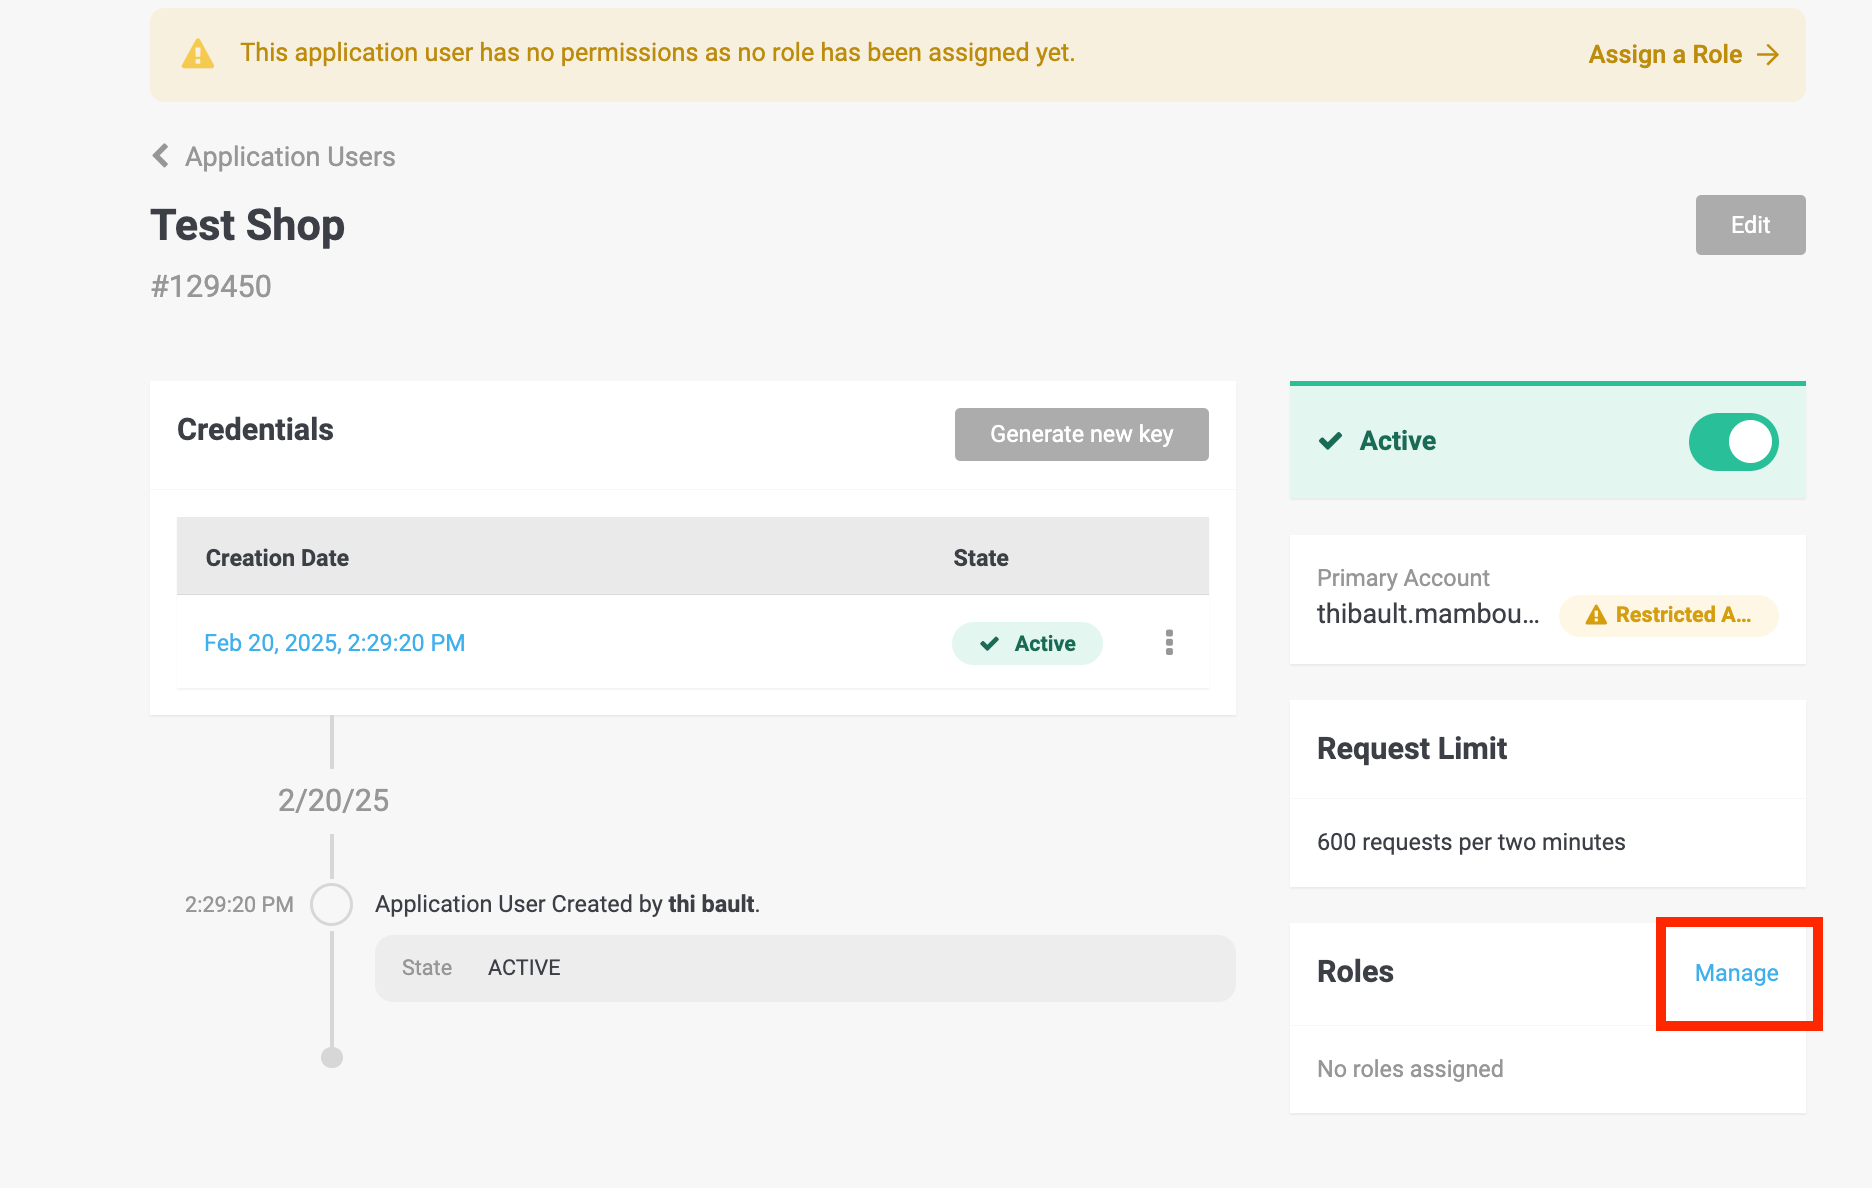 This application user has no permissions as no role has been assigned yet.
Assign a Role
Application Users
Test Shop
Edit
#129450
Credentials
Generate new key
Creation Date State
Feb 20, 2025, 2:29:20 PM Active
2/20/25
2:29:20 PM Application User Created by thi bault.
State ACTIVE
Active
Primary Account
thibault.mambou... Restricted A...
Request Limit
600 requests per two minutes
Roles Manage
No roles assigned